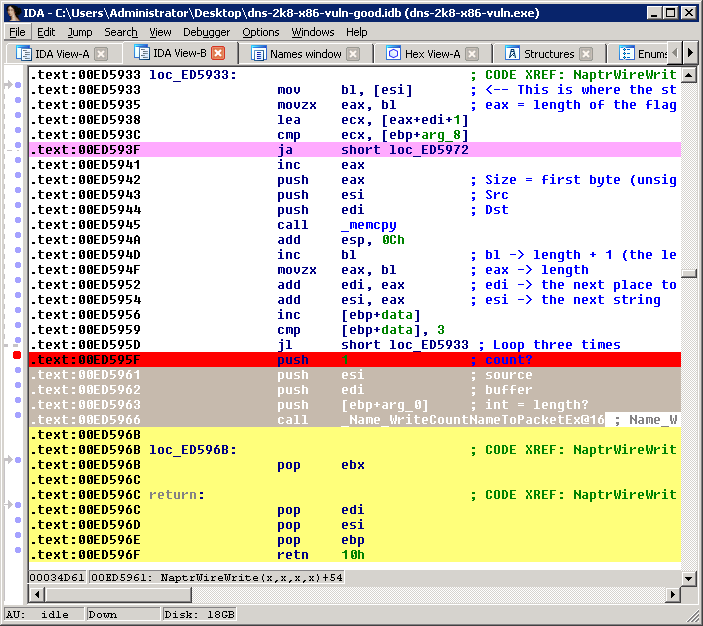 IDA - C:\Users\Administrator\Desktop\dns-2k8-x86-vuln-good.idb (dns-2k8-x86-vuln.exe)
File Edit Jump Search View Debugger Options Windows Help
IDA View-A IDA View-B Names window Hex View-A Structures Enums
.text:00ED5933 loc_ED5933: ; CODE XREF: NaptrWireWrit
.text:00ED5933 mov bl, [esi] ; <-- This is where the st
.text:00ED5935 movzx eax, bl ; eax = length of the flag
.text:00ED5938 lea ecx, [eax+edi+1]
.text:00ED593C cmp ecx, [ebp+arg_8]
.text:00ED593F ja short loc_ED5972
.text:00ED5941 inc eax
.text:00ED5942 push eax ; Size = first byte (unsig
.text:00ED5943 push esi ; Src
.text:00ED5944 push edi ; Dst
.text:00ED5945 call _memcpy
.text:00ED594A add esp, 0Ch
.text:00ED594D inc bl ; bl -> length + 1 (the le
.text:00ED594F movzx eax, bl ; eax -> length
.text:00ED5952 add edi, eax ; edi -> the next place to
.text:00ED5954 add esi, eax ; esi -> the next string
.text:00ED5956 inc [ebp+data]
.text:00ED5959 cmp [ebp+data], 3
.text:00ED595D jl short loc_ED5933 ; Loop three times
.text:00ED595F push 1 ; count?
.text:00ED5961 push esi ; source
.text:00ED5962 push edi ; buffer
.text:00ED5963 push [ebp+arg_0] ; int = length?
.text:00ED5966 call _Name_WriteCountNameToPacketEx@16 ; Name_W
.text:00ED596B
.text:00ED596B loc_ED596B: ; CODE XREF: NaptrWireWrit
.text:00ED596B pop ebx
.text:00ED596C
.text:00ED596C return: ; CODE XREF: NaptrWireWrit
.text:00ED596C pop edi
.text:00ED596D pop esi
.text:00ED596E pop ebp
.text:00ED596F retn 10h
00034D61 00ED5961: NaptrWireWrite(x,x,x,x)+54
AU: idle Down Disk: 18GB